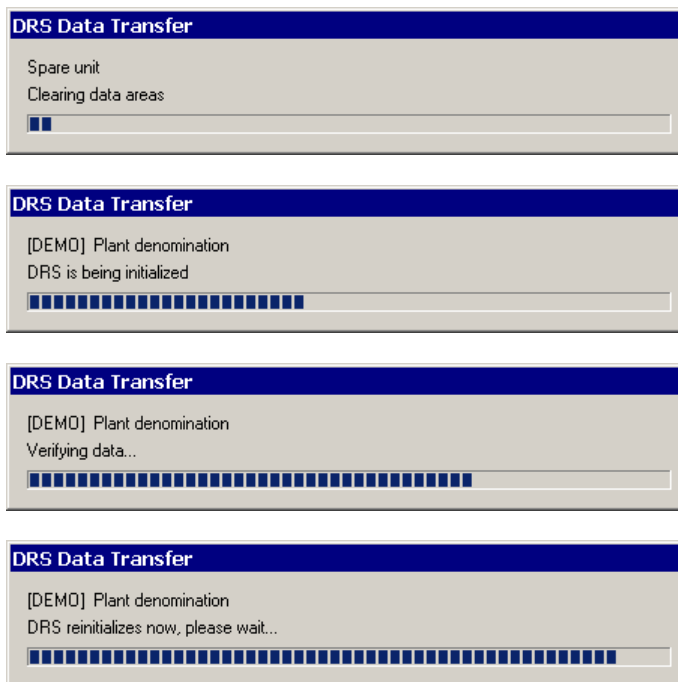 DRS Data Transfer
Spare unit
Clearing data areas
DRS Data Transfer
[DEMO] Plant denomination
DRS is being initialized
DRS Data Transfer
[DEMO] Plant denomination
Verifying data...
DRS Data Transfer
[DEMO] Plant denomination
DRS reinitializes now, please wait...